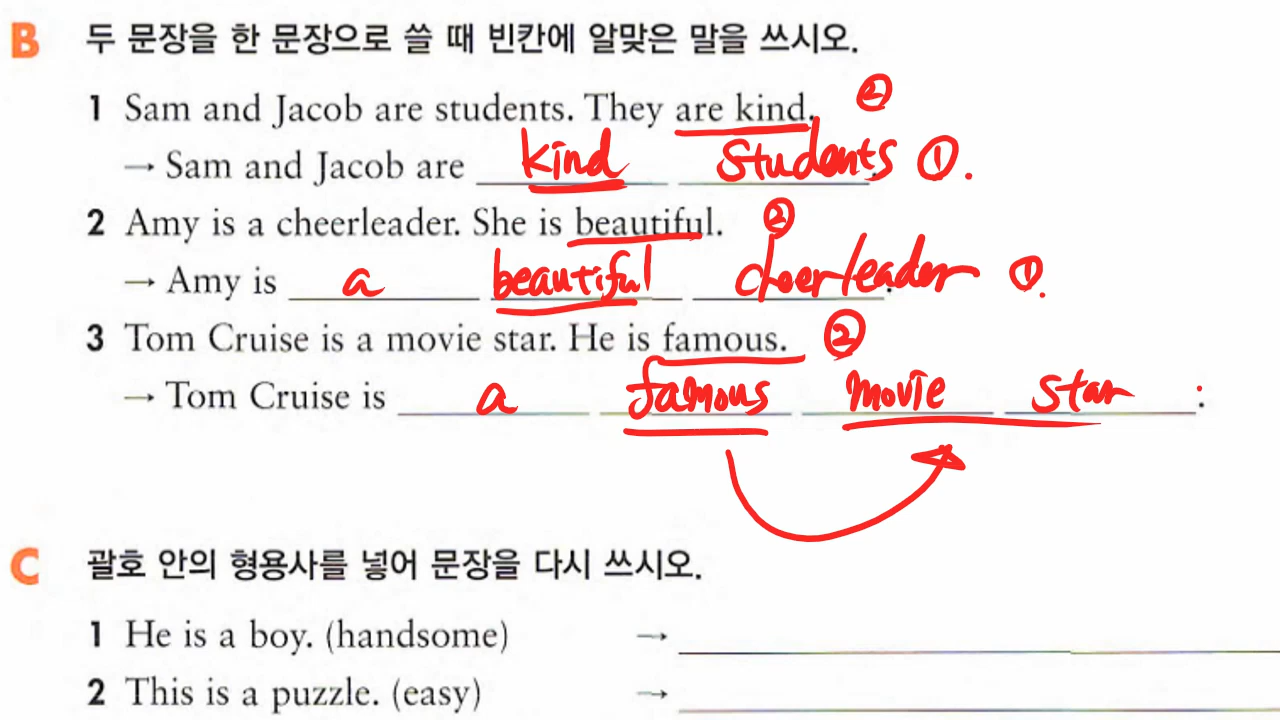 B 두 문장을 한 문장으로 쓸 때 빈칸에 알맞은 말을 쓰시오.
1 Sam and Jacob are students. They are kind. ②
→ Sam and Jacob are kind students ①.
2 Amy is a cheerleader. She is beautiful. ②
→ Amy is a beautiful cheerleader ①.
3 Tom Cruise is a movie star. He is famous. ②
→ Tom Cruise is a famous movie star.
C 괄호 안의 형용사를 넣어 문장을 다시 쓰시오.
1 He is a boy. (handsome) →
2 This is a puzzle. (easy) →